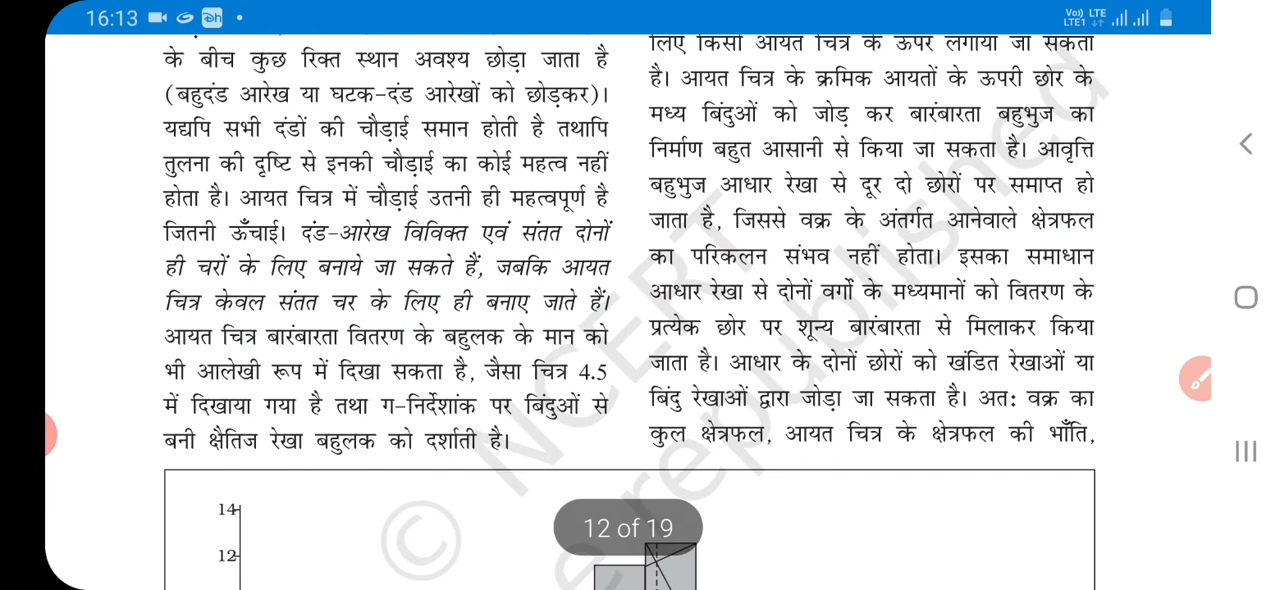 16:13
Vo)) LTE
LTE1
के बीच कुछ रिक्त स्थान अवश्य छोड़ा जाता है
(बहुदंड आरेख या घटक-दंड आरेखों को छोड़कर)।
यद्यपि सभी दंडों की चौड़ाई समान होती है तथापि
तुलना की दृष्टि से इनकी चौड़ाई का कोई महत्व नहीं
होता है। आयत चित्र में चौड़ाई उतनी ही महत्वपूर्ण है
जितनी ऊँचाई। दंड-आरेख विविक्त एवं संतत दोनों
ही चरों के लिए बनाये जा सकते हैं, जबकि आयत
चित्र केवल संतत चर के लिए ही बनाए जाते हैं।
आयत चित्र बारंबारता वितरण के बहुलक के मान को
भी आलेखी रूप में दिखा सकता है, जैसा चित्र 4.5
में दिखाया गया है तथा ग-निर्देशांक पर बिंदुओं से
बनी क्षैतिज रेखा बहुलक को दर्शाती है।
लिए किसी आयत चित्र के ऊपर लगाया जा सकता
है। आयत चित्र के क्रमिक आयतों के ऊपरी छोर के
मध्य बिंदुओं को जोड़ कर बारंबारता बहुभुज का
निर्माण बहुत आसानी से किया जा सकता है। आवृत्ति
बहुभुज आधार रेखा से दूर दो छोरों पर समाप्त हो
जाता है, जिससे वक्र के अंतर्गत आनेवाले क्षेत्रफल
का परिकलन संभव नहीं होता। इसका समाधान
आधार रेखा से दोनों वर्गों के मध्यमानों को वितरण के
प्रत्येक छोर पर शून्य बारंबारता से मिलाकर किया
जाता है। आधार के दोनों छोरों को खंडित रेखाओं या
बिंदु रेखाओं द्वारा जोड़ा जा सकता है। अतः वक्र का
कुल क्षेत्रफल, आयत चित्र के क्षेत्रफल की भाँति,
© NCERT
republished
14
12
12 of 19